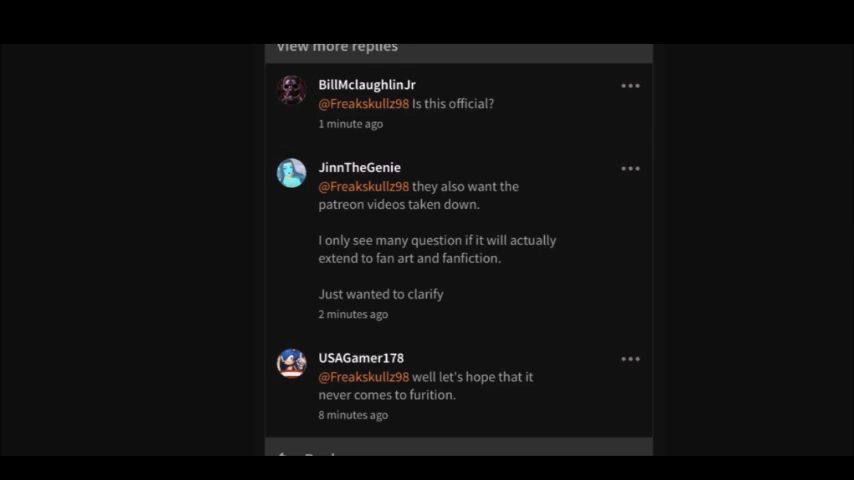 View more replies
BillMclaughlinJr
@Freakskullz98 Is this official?
1 minute ago
JinnTheGenie
@Freakskullz98 they also want the
patreon videos taken down.
I only see many question if it will actually
extend to fan art and fanfiction.
Just wanted to clarify
2 minutes ago
USAGamer178
@Freakskullz98 well let's hope that it
never comes to furition.
8 minutes ago